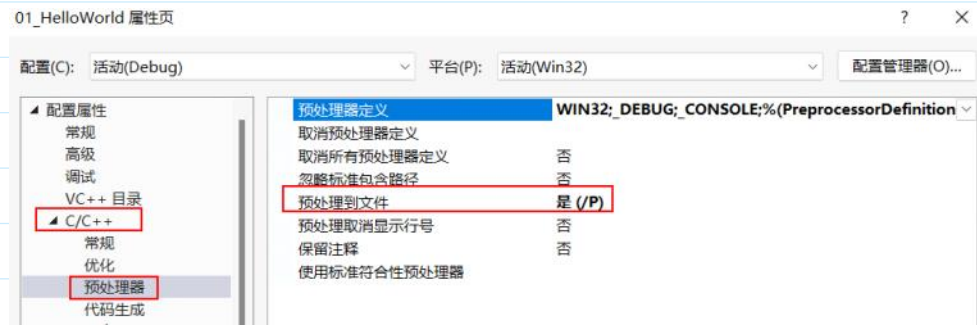 01_HelloWorld 属性页 ? ×
配置(C): 活动(Debug) 平台(P): 活动(Win32) 配置管理器(O)...
配置属性
常规
高级
调试
VC++ 目录
C/C++
常规
优化
预处理器
代码生成
预处理器定义 WIN32;_DEBUG;_CONSOLE;%(PreprocessorDefinition
取消预处理器定义
取消所有预处理器定义 否
忽略标准包含路径 否
预处理到文件 是 (/P)
预处理取消显示行号 否
保留注释 否
使用标准符合性预处理器